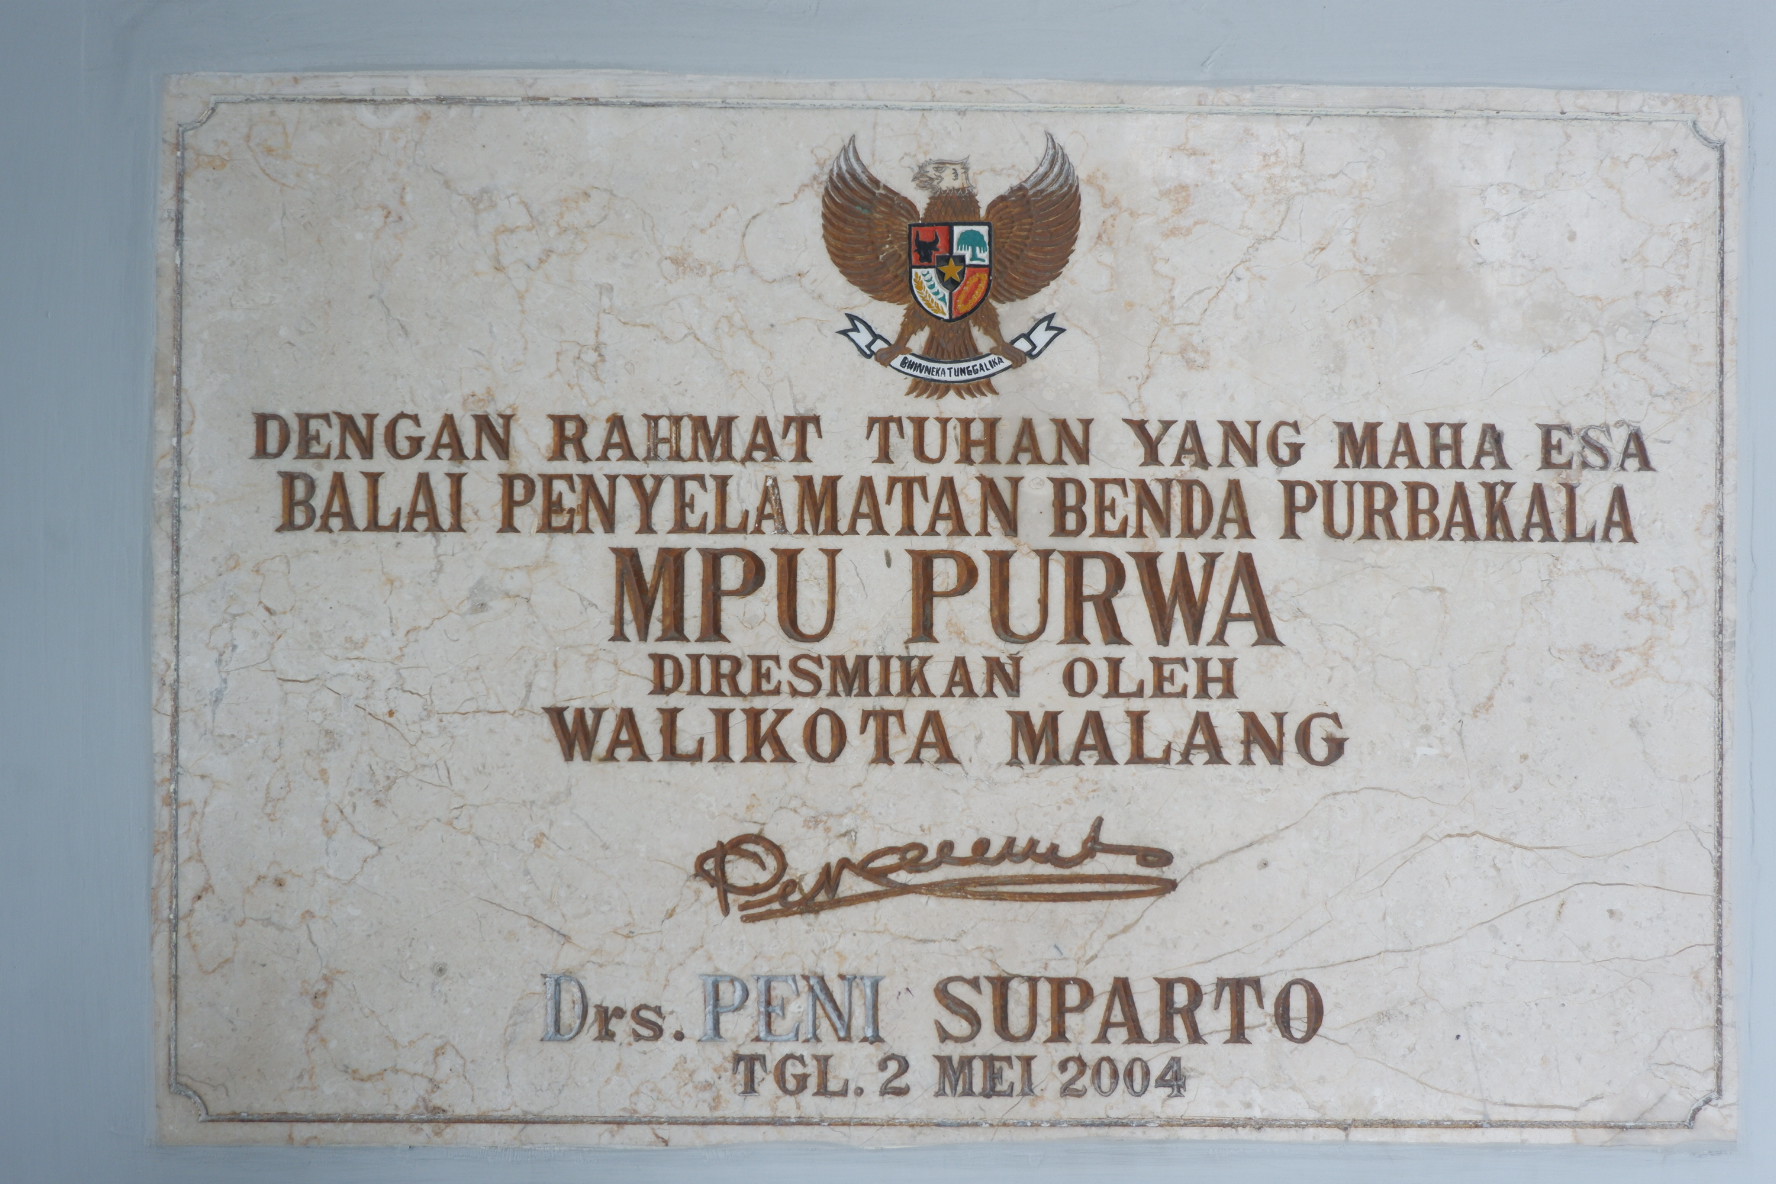 BHINNEKA TUNGGAL IKA
DENGAN RAHMAT TUHAN YANG MAHA ESA
BALAI PENYELAMATAN BENDA PURBAKALA
MPU PURWA
DIRESMIKAN OLEH
WALIKOTA MALANG
Drs. PENI SUPARTO
TGL. 2 MEI 2004